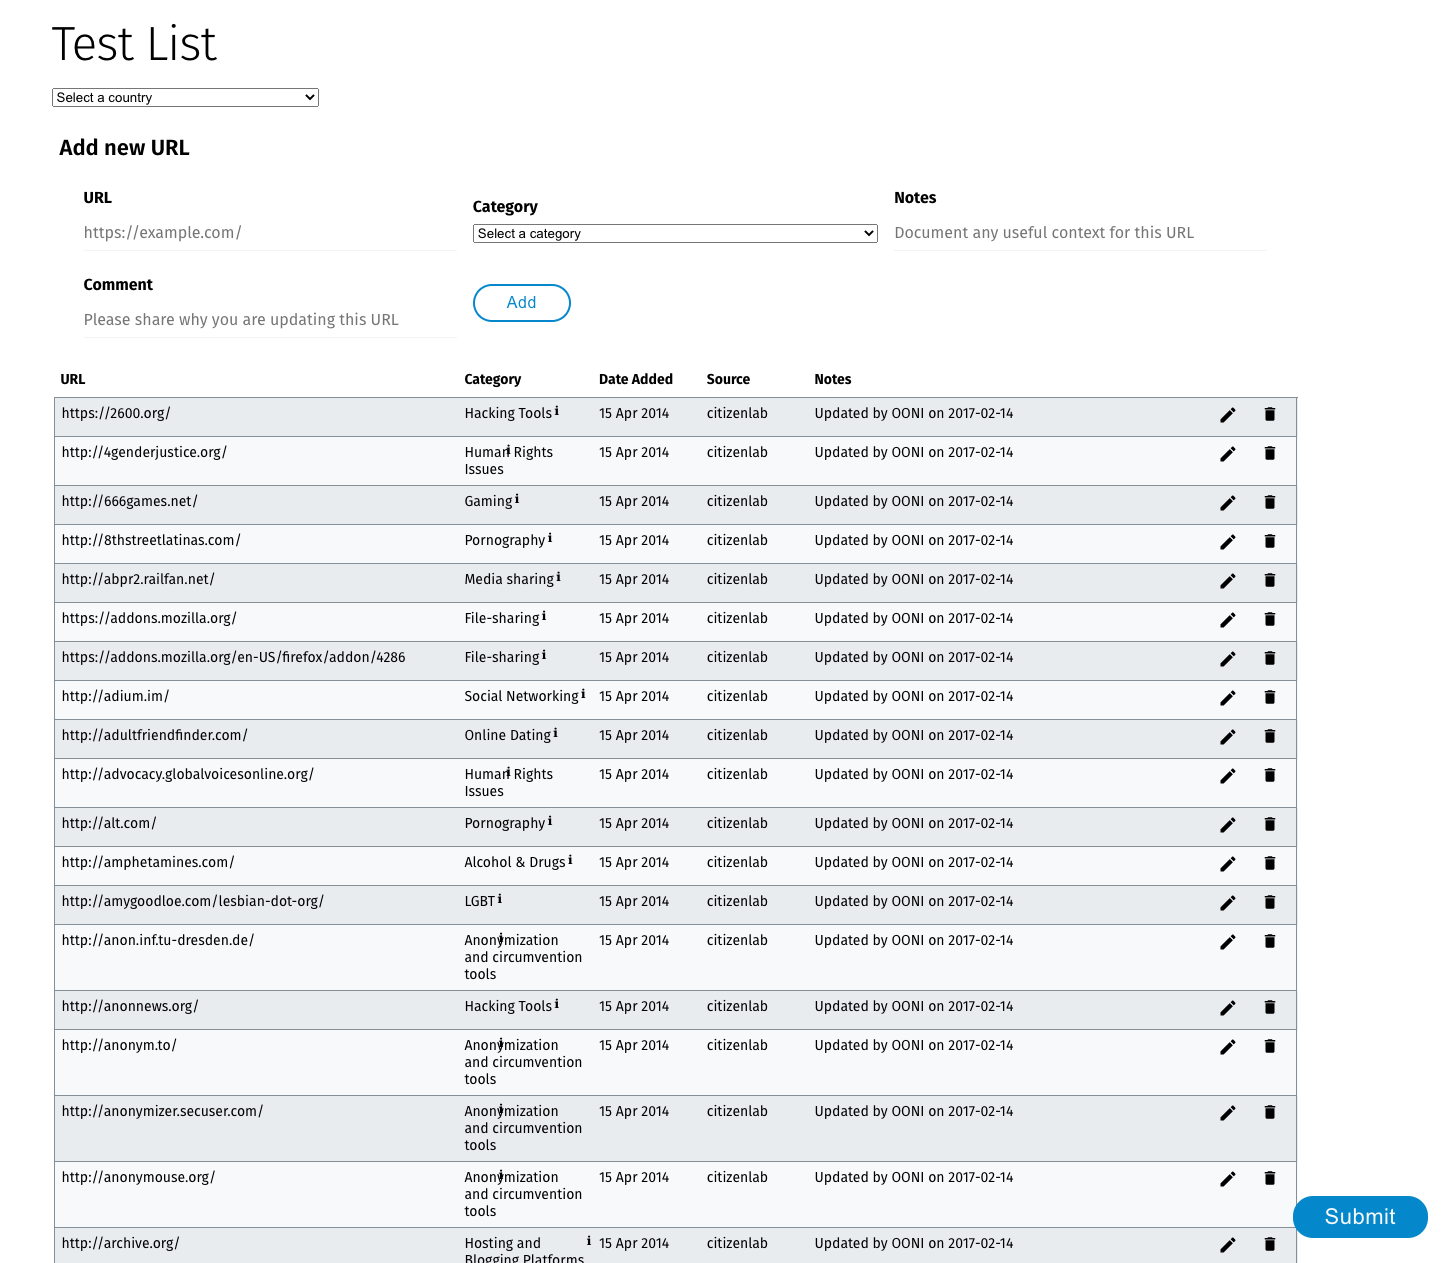 Test List
Select a country
Add new URL
URL
Category
Notes
https://example.com/
Select a category
Document any useful context for this URL
Comment
Please share why you are updating this URL
Add
URL Category Date Added Source Notes
https://2600.org/ Hacking Tools i 15 Apr 2014 citizenlab Updated by OONI on 2017-02-14
http://4genderjustice.org/ Human Rights i 15 Apr 2014 citizenlab Updated by OONI on 2017-02-14
Issues
http://666games.net/ Gaming i 15 Apr 2014 citizenlab Updated by OONI on 2017-02-14
http://8thstreetlatinas.com/ Pornography i 15 Apr 2014 citizenlab Updated by OONI on 2017-02-14
http://abpr2.railfan.net/ Media sharing i 15 Apr 2014 citizenlab Updated by OONI on 2017-02-14
https://addons.mozilla.org/ File-sharing i 15 Apr 2014 citizenlab Updated by OONI on 2017-02-14
https://addons.mozilla.org/en-US/firefox/addon/4286 File-sharing i 15 Apr 2014 citizenlab Updated by OONI on 2017-02-14
http://adium.im/ Social Networking i 15 Apr 2014 citizenlab Updated by OONI on 2017-02-14
http://adultfriendfinder.com/ Online Dating i 15 Apr 2014 citizenlab Updated by OONI on 2017-02-14
http://advocacy.globalvoicesonline.org/ Human Rights i 15 Apr 2014 citizenlab Updated by OONI on 2017-02-14
Issues
http://alt.com/ Pornography i 15 Apr 2014 citizenlab Updated by OONI on 2017-02-14
http://amphetamines.com/ Alcohol & Drugs i 15 Apr 2014 citizenlab Updated by OONI on 2017-02-14
http://amygoodloe.com/lesbian-dot-org/ LGBT i 15 Apr 2014 citizenlab Updated by OONI on 2017-02-14
http://anon.inf.tu-dresden.de/ Anonymization i 15 Apr 2014 citizenlab Updated by OONI on 2017-02-14
and circumvention
tools
http://anonnews.org/ Hacking Tools i 15 Apr 2014 citizenlab Updated by OONI on 2017-02-14
http://anonym.to/ Anonymization i 15 Apr 2014 citizenlab Updated by OONI on 2017-02-14
and circumvention
tools
http://anonymizer.secuser.com/ Anonymization i 15 Apr 2014 citizenlab Updated by OONI on 2017-02-14
and circumvention
tools
http://anonymouse.org/ Anonymization i 15 Apr 2014 citizenlab Updated by OONI on 2017-02-14
and circumvention
tools
Submit
http://archive.org/ Hosting and i 15 Apr 2014 citizenlab Updated by OONI on 2017-02-14
Blogging Platforms